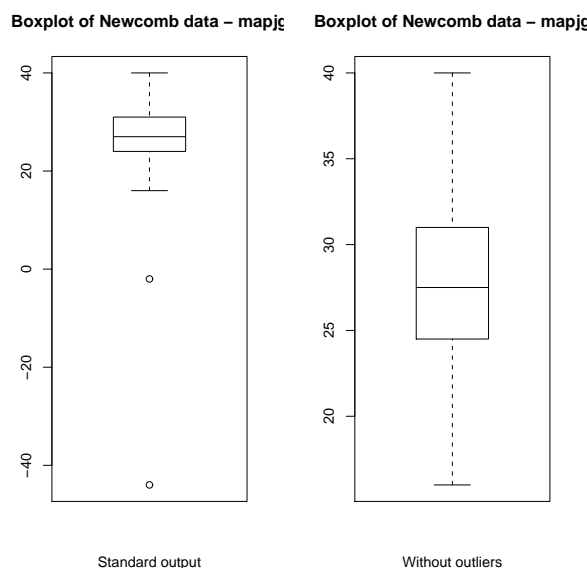 Boxplot of Newcomb data – mapjg
Boxplot of Newcomb data – mapjg
40
20
0
−20
−40
40
35
30
25
20
Standard output
Without outliers